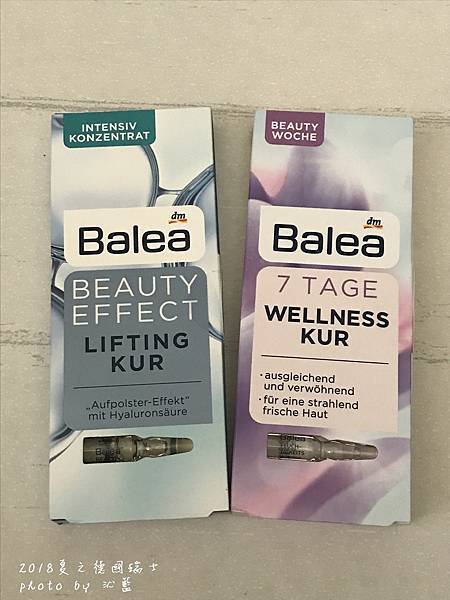 INTENSIV
KONZENTRAT
dm
Balea
BEAUTY
EFFECT
LIFTING
KUR
„Aufpolster-Effekt“
mit Hyaluronsäure
Balea
BEAUTY
WOCHE
dm
Balea
7 TAGE
WELLNESS
KUR
· ausgleichend
und verwöhnend
· für eine strahlend
frische Haut
Balea
2018夏之德國瑞士
photo by 沁藍